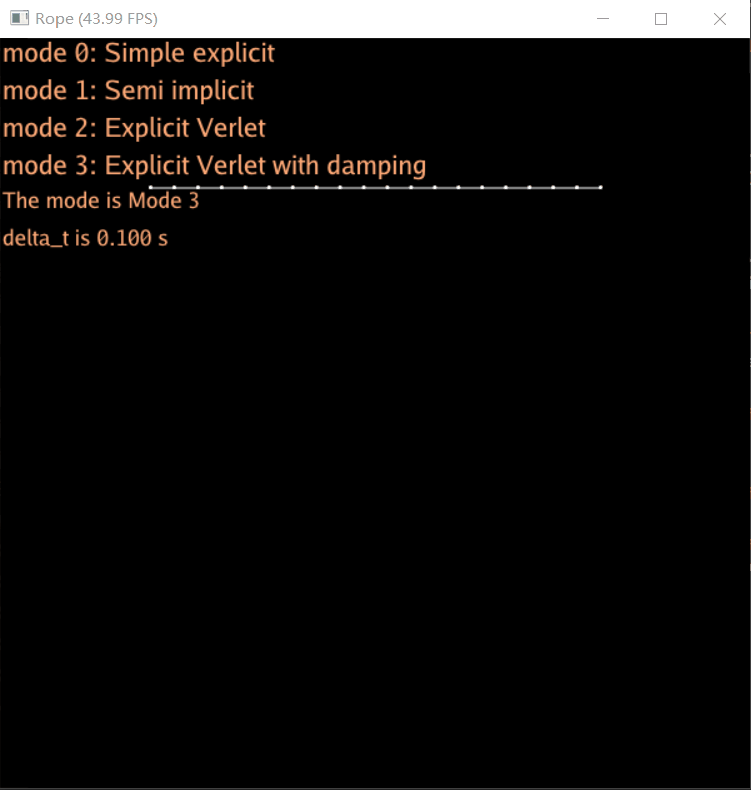 Rope (43.99 FPS)
mode 0: Simple explicit
mode 1: Semi implicit
mode 2: Explicit Verlet
mode 3: Explicit Verlet with damping
The mode is Mode 3
delta_t is 0.100 s